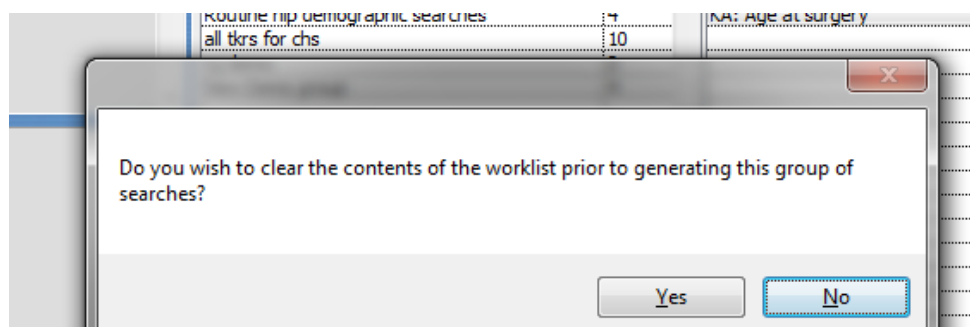 Routine hip demographic searches 4 KA: Age at surgery
all tkrs for chs 10
Do you wish to clear the contents of the worklist prior to generating this group of
searches?
Yes No